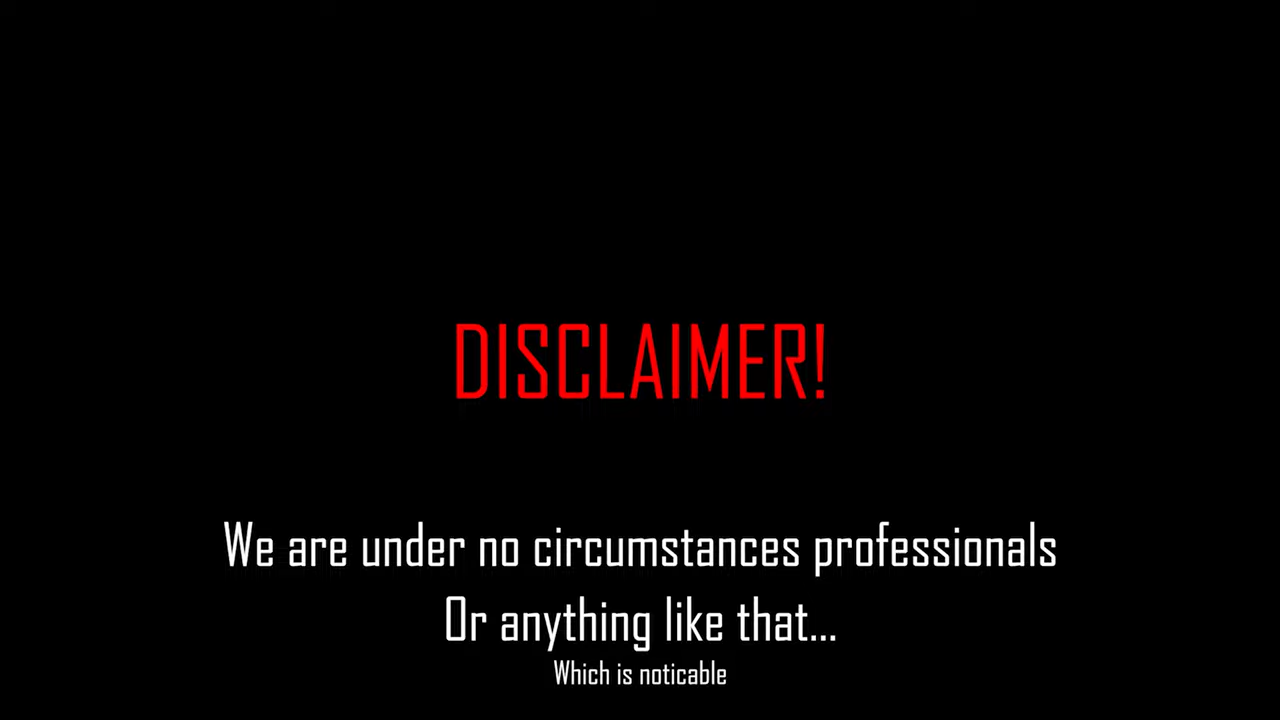 DISCLAIMER!
We are under no circumstances professionals
Or anything like that...
Which is noticable